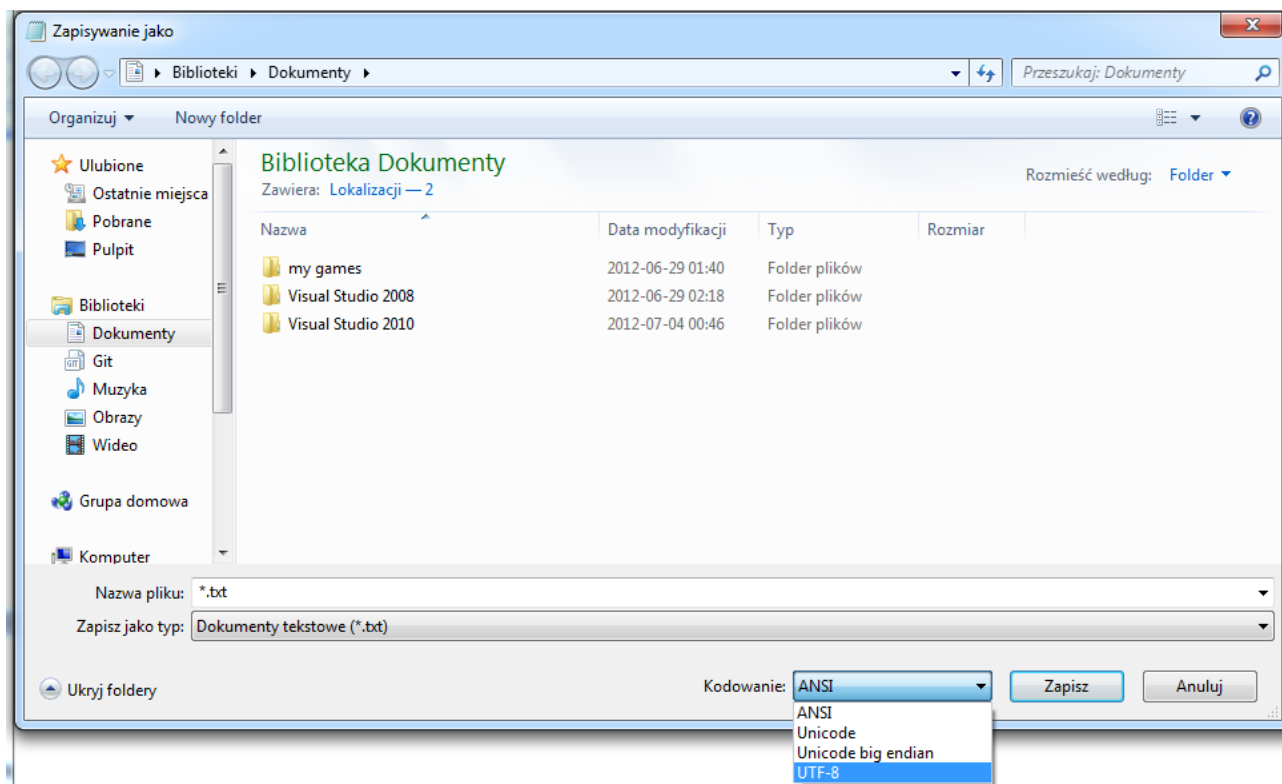 Zapisywanie jako
Biblioteki Dokumenty
Przeszukaj: Dokumenty
Organizuj Nowy folder
Ulubione
Ostatnie miejsca
Pobrane
Pulpit
Biblioteki
Dokumenty
Git
Muzyka
Obrazy
Wideo
Grupa domowa
Komputer
Biblioteka Dokumenty
Zawiera: Lokalizacji — 2
Rozmieść według: Folder
Nazwa Data modyfikacji Typ Rozmiar
my games 2012-06-29 01:40 Folder plików
Visual Studio 2008 2012-06-29 02:18 Folder plików
Visual Studio 2010 2012-07-04 00:46 Folder plików
Nazwa pliku: *.txt
Zapisz jako typ: Dokumenty tekstowe (*.txt)
Ukryj foldery
Kodowanie: ANSI
Zapisz Anuluj
ANSI
Unicode
Unicode big endian
UTF-8